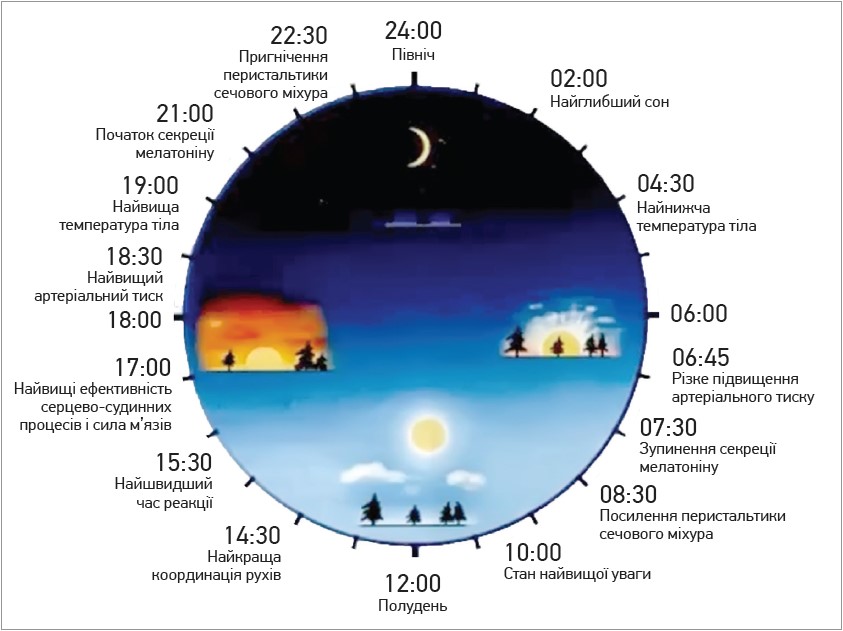 24:00
Північ
02:00
Найглибший сон
04:30
Найнижча
температура тіла
06:00
06:45
Різке підвищення
артеріального тиску
07:30
Зупинення секреції
мелатоніну
08:30
Посилення перистальтики
сечового міхура
10:00
Стан найвищої уваги
12:00
Полудень
14:30
Найкраща
координація рухів
15:30
Найшвидший
час реакції
17:00
Найвищі ефективність
серцево-судинних
процесів і сила м’язів
18:00
18:30
Найвищий
артеріальний тиск
19:00
Найвища
температура тіла
21:00
Початок секреції
мелатоніну
22:30
Пригнічення
перистальтики
сечового міхура